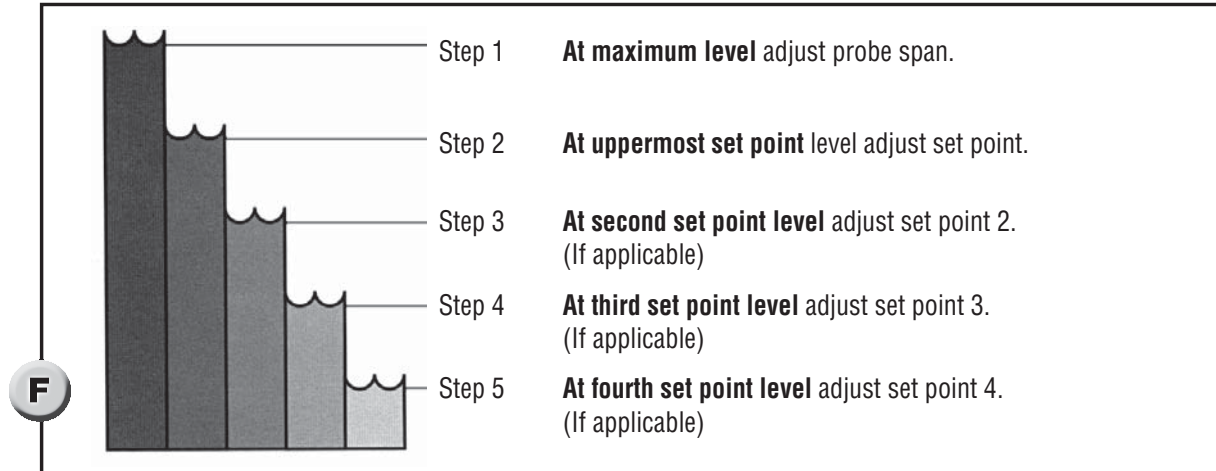 Step 1 At maximum level adjust probe span.
Step 2 At uppermost set point level adjust set point.
Step 3 At second set point level adjust set point 2.
(If applicable)
Step 4 At third set point level adjust set point 3.
(If applicable)
F
Step 5 At fourth set point level adjust set point 4.
(If applicable)